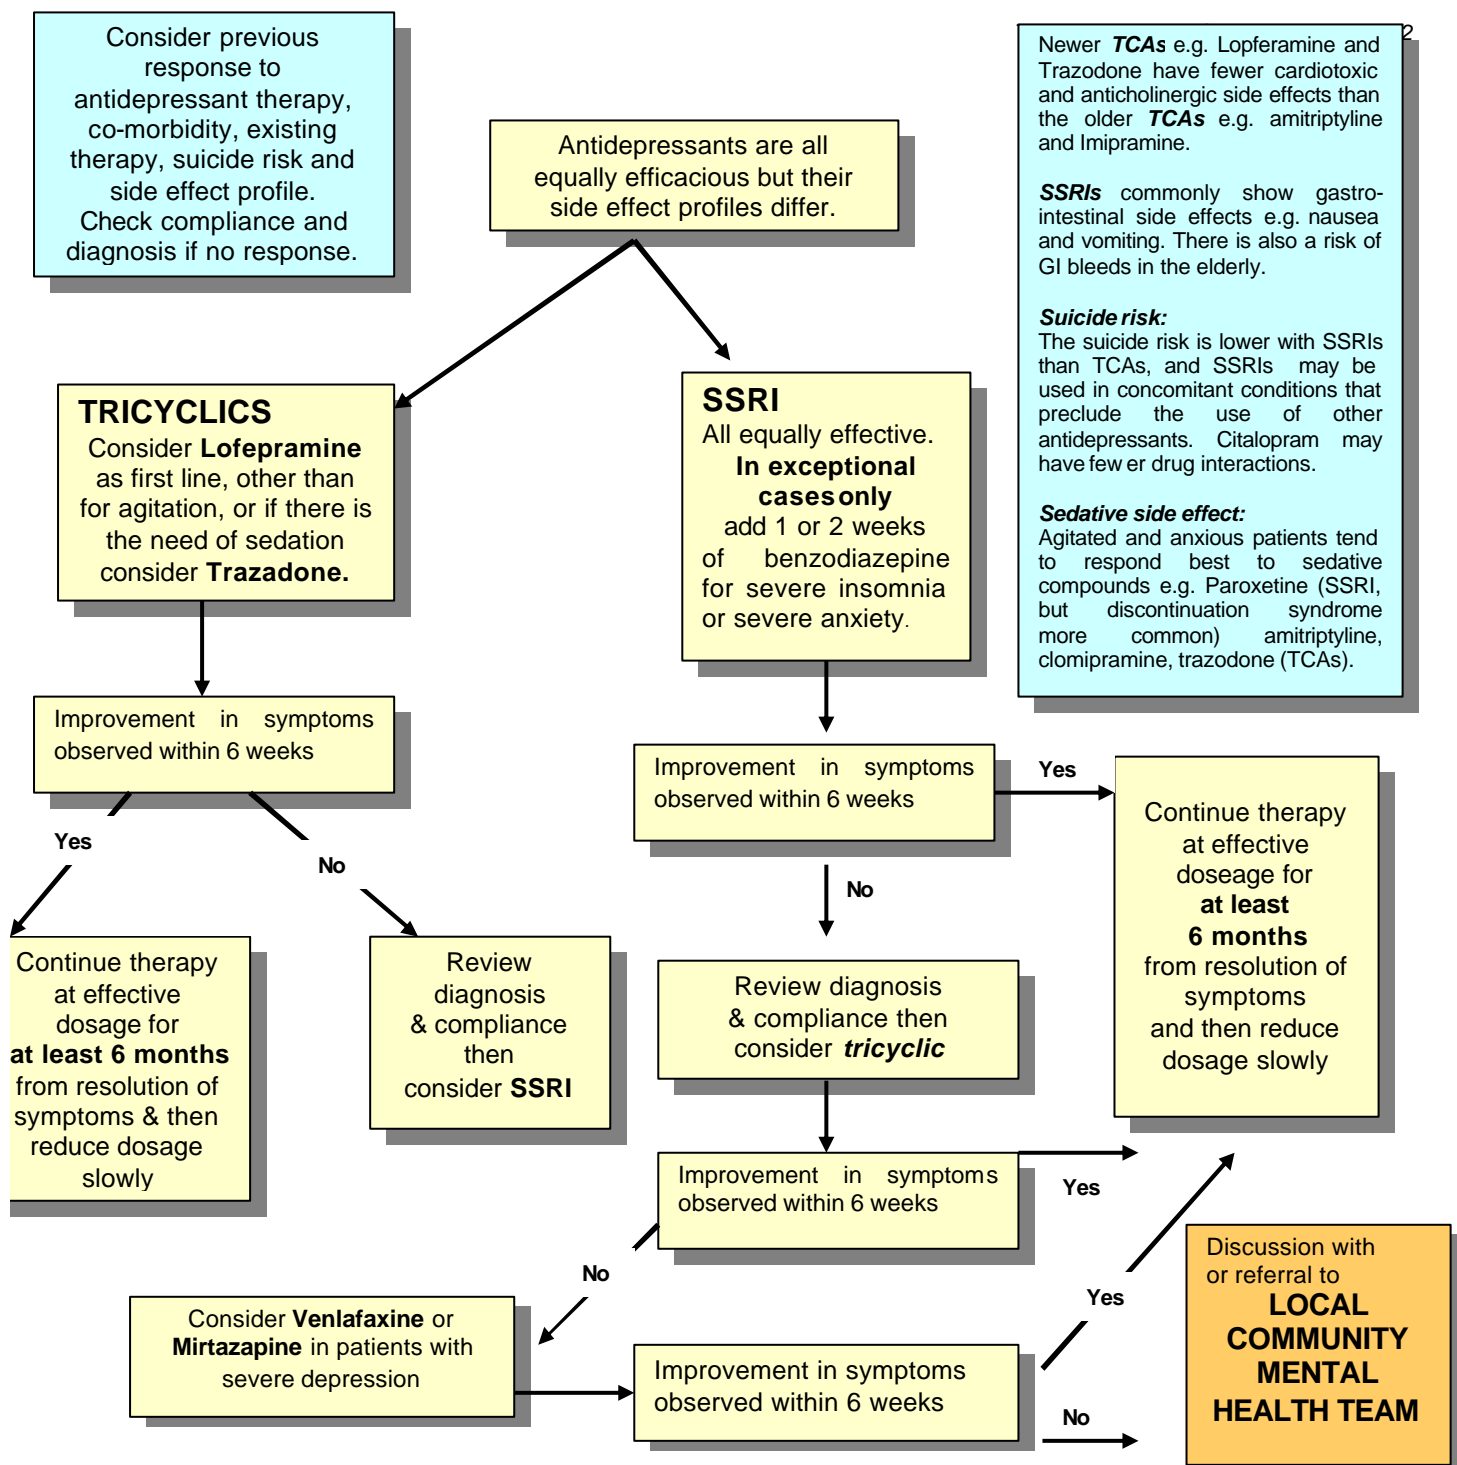 Consider previous
response to
antidepressant therapy,
co-morbidity, existing
therapy, suicide risk and
side effect profile.
Check compliance and
diagnosis if no response.
Antidepressants are all
equally efficacious but their
side effect profiles differ.
2
Newer TCAs e.g. Lopferamine and
Trazodone have fewer cardiotoxic
and anticholinergic side effects than
the older TCAs e.g. amitriptyline
and Imipramine.
SSRIs commonly show gastro-
intestinal side effects e.g. nausea
and vomiting. There is also a risk of
GI bleeds in the elderly.
Suicide risk:
The suicide risk is lower with SSRIs
than TCAs, and SSRIs may be
used in concomitant conditions that
preclude the use of other
antidepressants. Citalopram may
have few er drug interactions.
Sedative side effect:
Agitated and anxious patients tend
to respond best to sedative
compounds e.g. Paroxetine (SSRI,
but discontinuation syndrome
more common) amitriptyline,
clomipramine, trazodone (TCAs).
TRICYCLICS
Consider Lofepramine
as first line, other than
for agitation, or if there is
the need of sedation
consider Trazadone.
SSRI
All equally effective.
In exceptional
cases only
add 1 or 2 weeks
of benzodiazepine
for severe insomnia
or severe anxiety.
Improvement in symptoms
observed within 6 weeks
Yes
No
Continue therapy
at effective
dosage for
at least 6 months
from resolution of
symptoms & then
reduce dosage
slowly
Review
diagnosis
& compliance
then
consider SSRI
Improvement in symptoms
observed within 6 weeks
Yes
No
Continue therapy
at effective
doseage for
at least
6 months
from resolution of
symptoms
and then reduce
dosage slowly
Review diagnosis
& compliance then
consider tricyclic
Improvement in symptoms
observed within 6 weeks
Yes
No
Consider Venlafaxine or
Mirtazapine in patients with
severe depression
Improvement in symptoms
observed within 6 weeks
Yes
No
Discussion with
or referral to
LOCAL
COMMUNITY
MENTAL
HEALTH TEAM